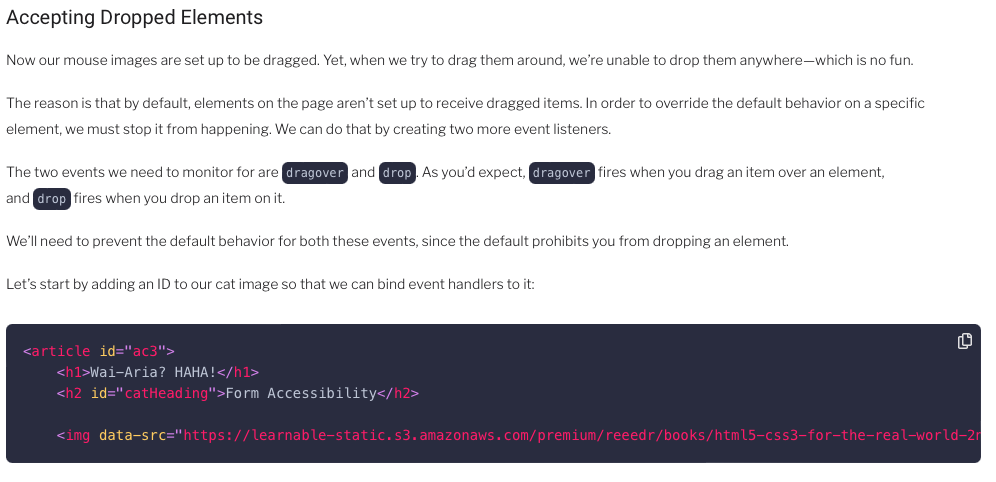 Accepting Dropped Elements
Now our mouse images are set up to be dragged. Yet, when we try to drag them around, we’re unable to drop them anywhere—which is no fun.
The reason is that by default, elements on the page aren’t set up to receive dragged items. In order to override the default behavior on a specific
element, we must stop it from happening. We can do that by creating two more event listeners.
The two events we need to monitor for are dragover and drop. As you’d expect, dragover fires when you drag an item over an element,
and drop fires when you drop an item on it.
We’ll need to prevent the default behavior for both these events, since the default prohibits you from dropping an element.
Let’s start by adding an ID to our cat image so that we can bind event handlers to it:
<article id="ac3">
    <h1>Wai-Aria? HAHA!</h1>
    <h2 id="catHeading">Form Accessibility</h2>
    <img data-src="https://learnable-static.s3.amazonaws.com/premium/reeedr/books/html5-css3-for-the-real-world-2n